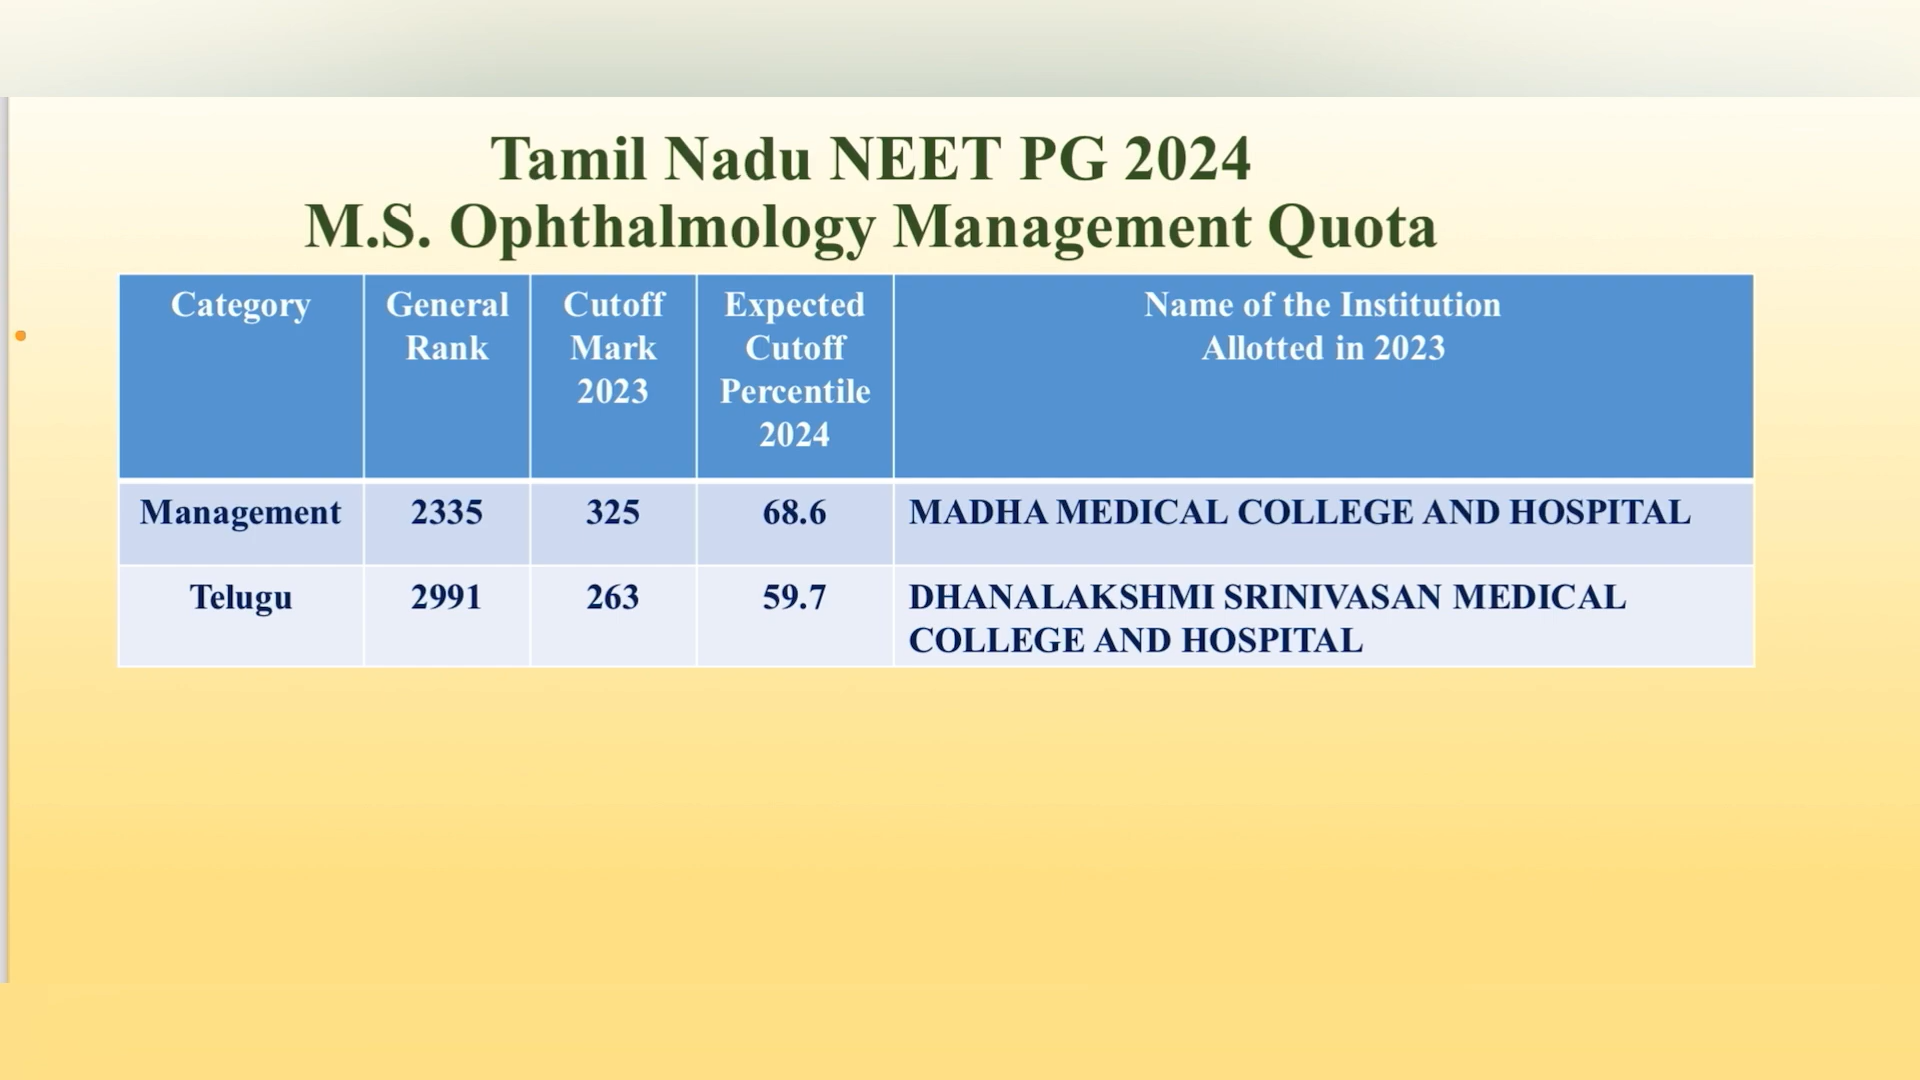 Tamil Nadu NEET PG 2024
M.S. Ophthalmology Management Quota
Category
General
Rank
Cutoff
Mark
2023
Expected
Cutoff
Percentile
2024
Name of the Institution
Allotted in 2023
Management
2335
325
68.6
MADHA MEDICAL COLLEGE AND HOSPITAL
Telugu
2991
263
59.7
DHANALAKSHMI SRINIVASAN MEDICAL
COLLEGE AND HOSPITAL